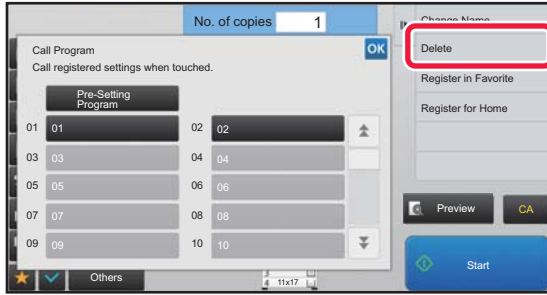 No. of copies 1
Change Name
Call Program
OK
Delete
Call registered settings when touched.
Register in Favorite
Pre-Setting
Program
Register for Home
01 01 02 02
03 03 04 04
05 05 06 06
07 07 08 08
09 09 10 10
Preview CA
Start
Others
11x17